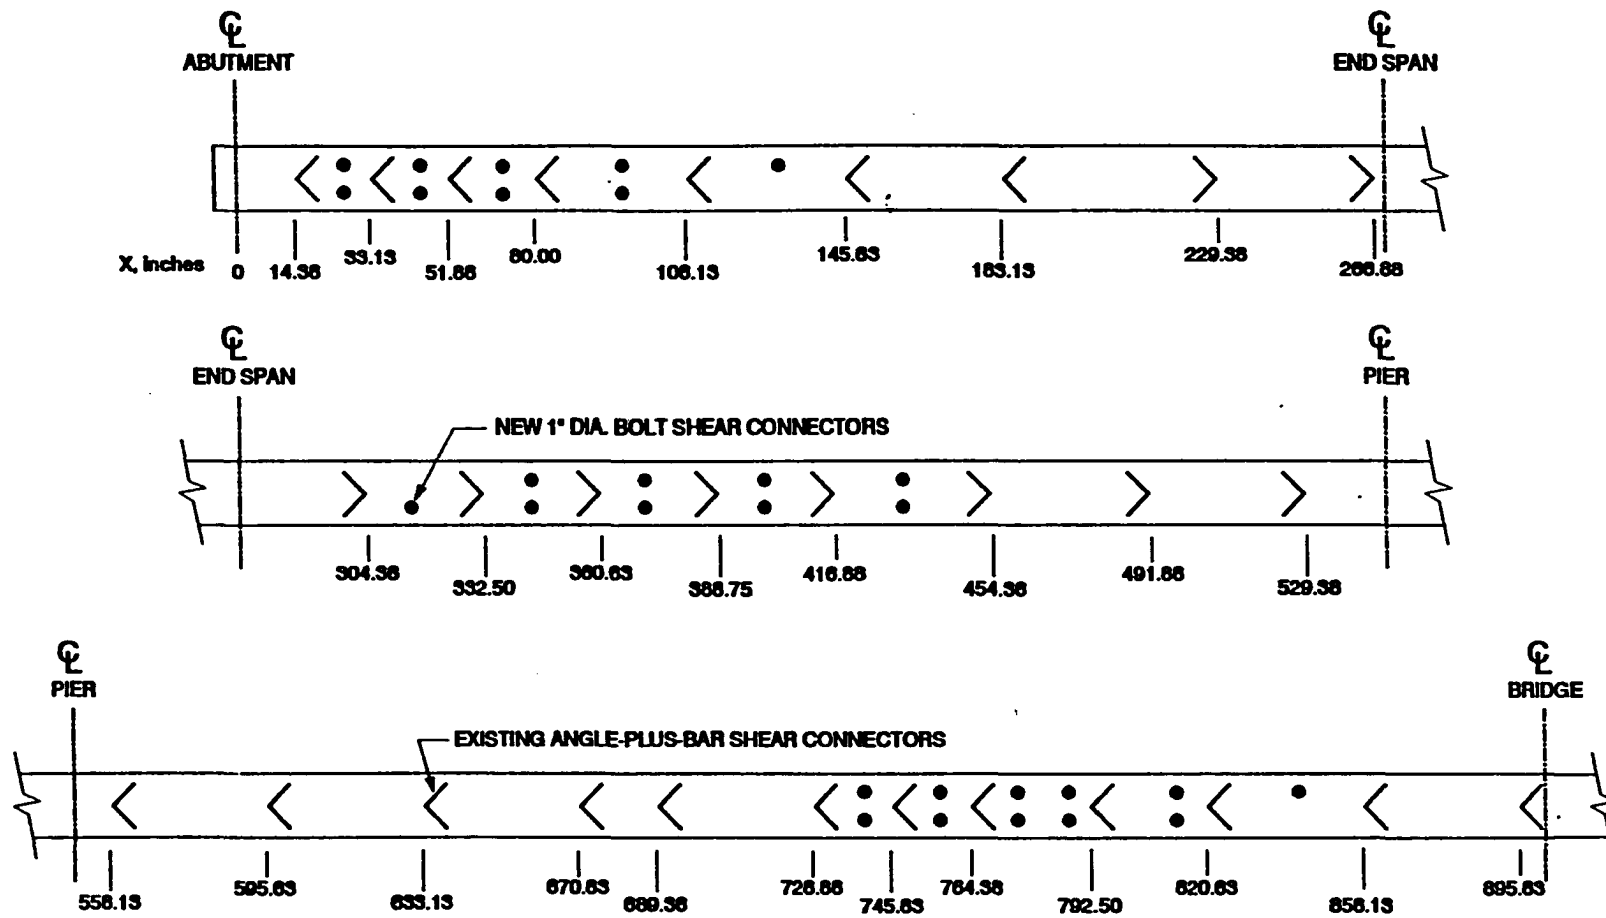 ℄
ABUTMENT
℄
END SPAN
X, inches 0 14.38 33.13 51.88 80.00 108.13 145.63 183.13 229.38 266.88
℄
END SPAN
℄
PIER
NEW 1" DIA. BOLT SHEAR CONNECTORS
304.38 332.50 360.63 388.75 416.88 454.38 491.88 529.38
℄
PIER
℄
BRIDGE
EXISTING ANGLE-PLUS-BAR SHEAR CONNECTORS
558.13 595.63 633.13 670.63 689.38 726.88 745.63 764.38 792.50 820.63 858.13 895.63